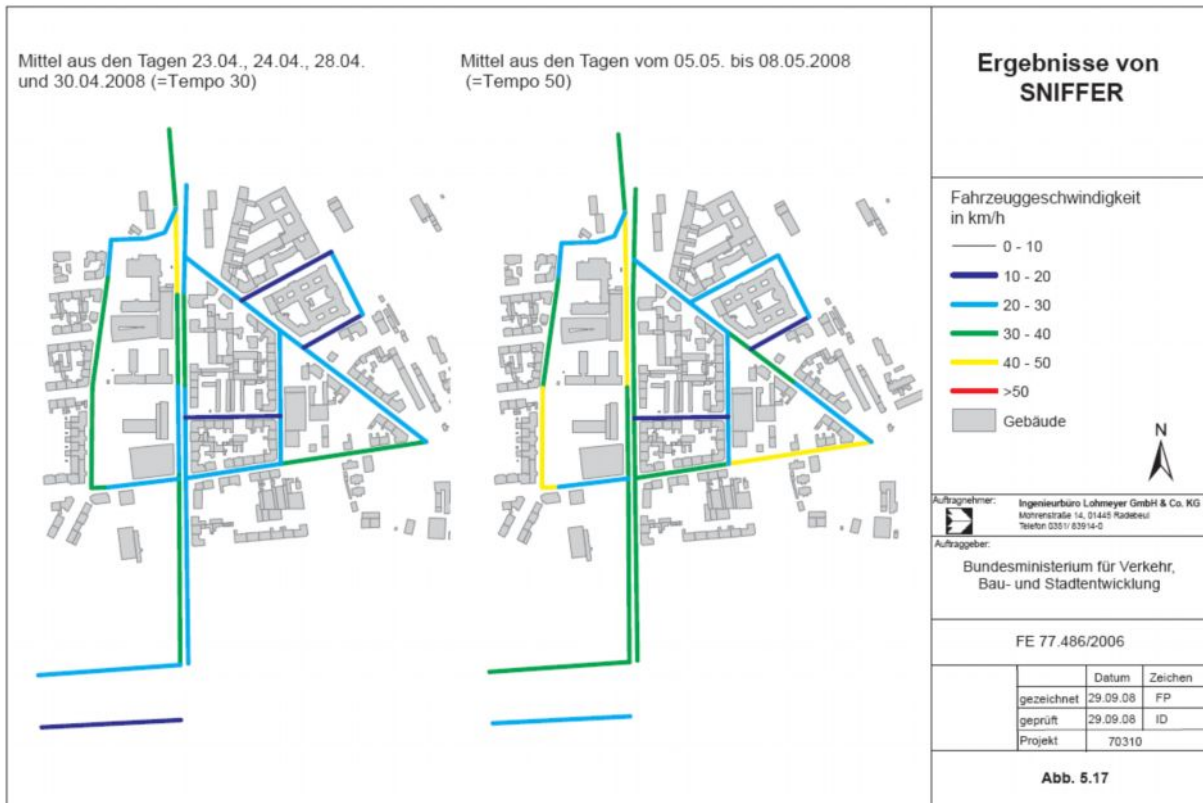 Mittel aus den Tagen 23.04., 24.04., 28.04.
und 30.04.2008 (=Tempo 30)
Mittel aus den Tagen vom 05.05. bis 08.05.2008
(=Tempo 50)
Ergebnisse von
SNIFFER
Fahrzeuggeschwindigkeit
in km/h
0 - 10
10 - 20
20 - 30
30 - 40
40 - 50
>50
Gebäude
N
Auftragnehmer:
Ingenieurbüro Lohmeyer GmbH & Co. KG
Mohrenstraße 14, 01445 Radebeul
Telefon 0351/ 83914-0
Auftraggeber:
Bundesministerium für Verkehr,
Bau- und Stadtentwicklung
FE 77.486/2006
Datum Zeichen
gezeichnet 29.09.08 FP
geprüft 29.09.08 ID
Projekt 70310
Abb. 5.17